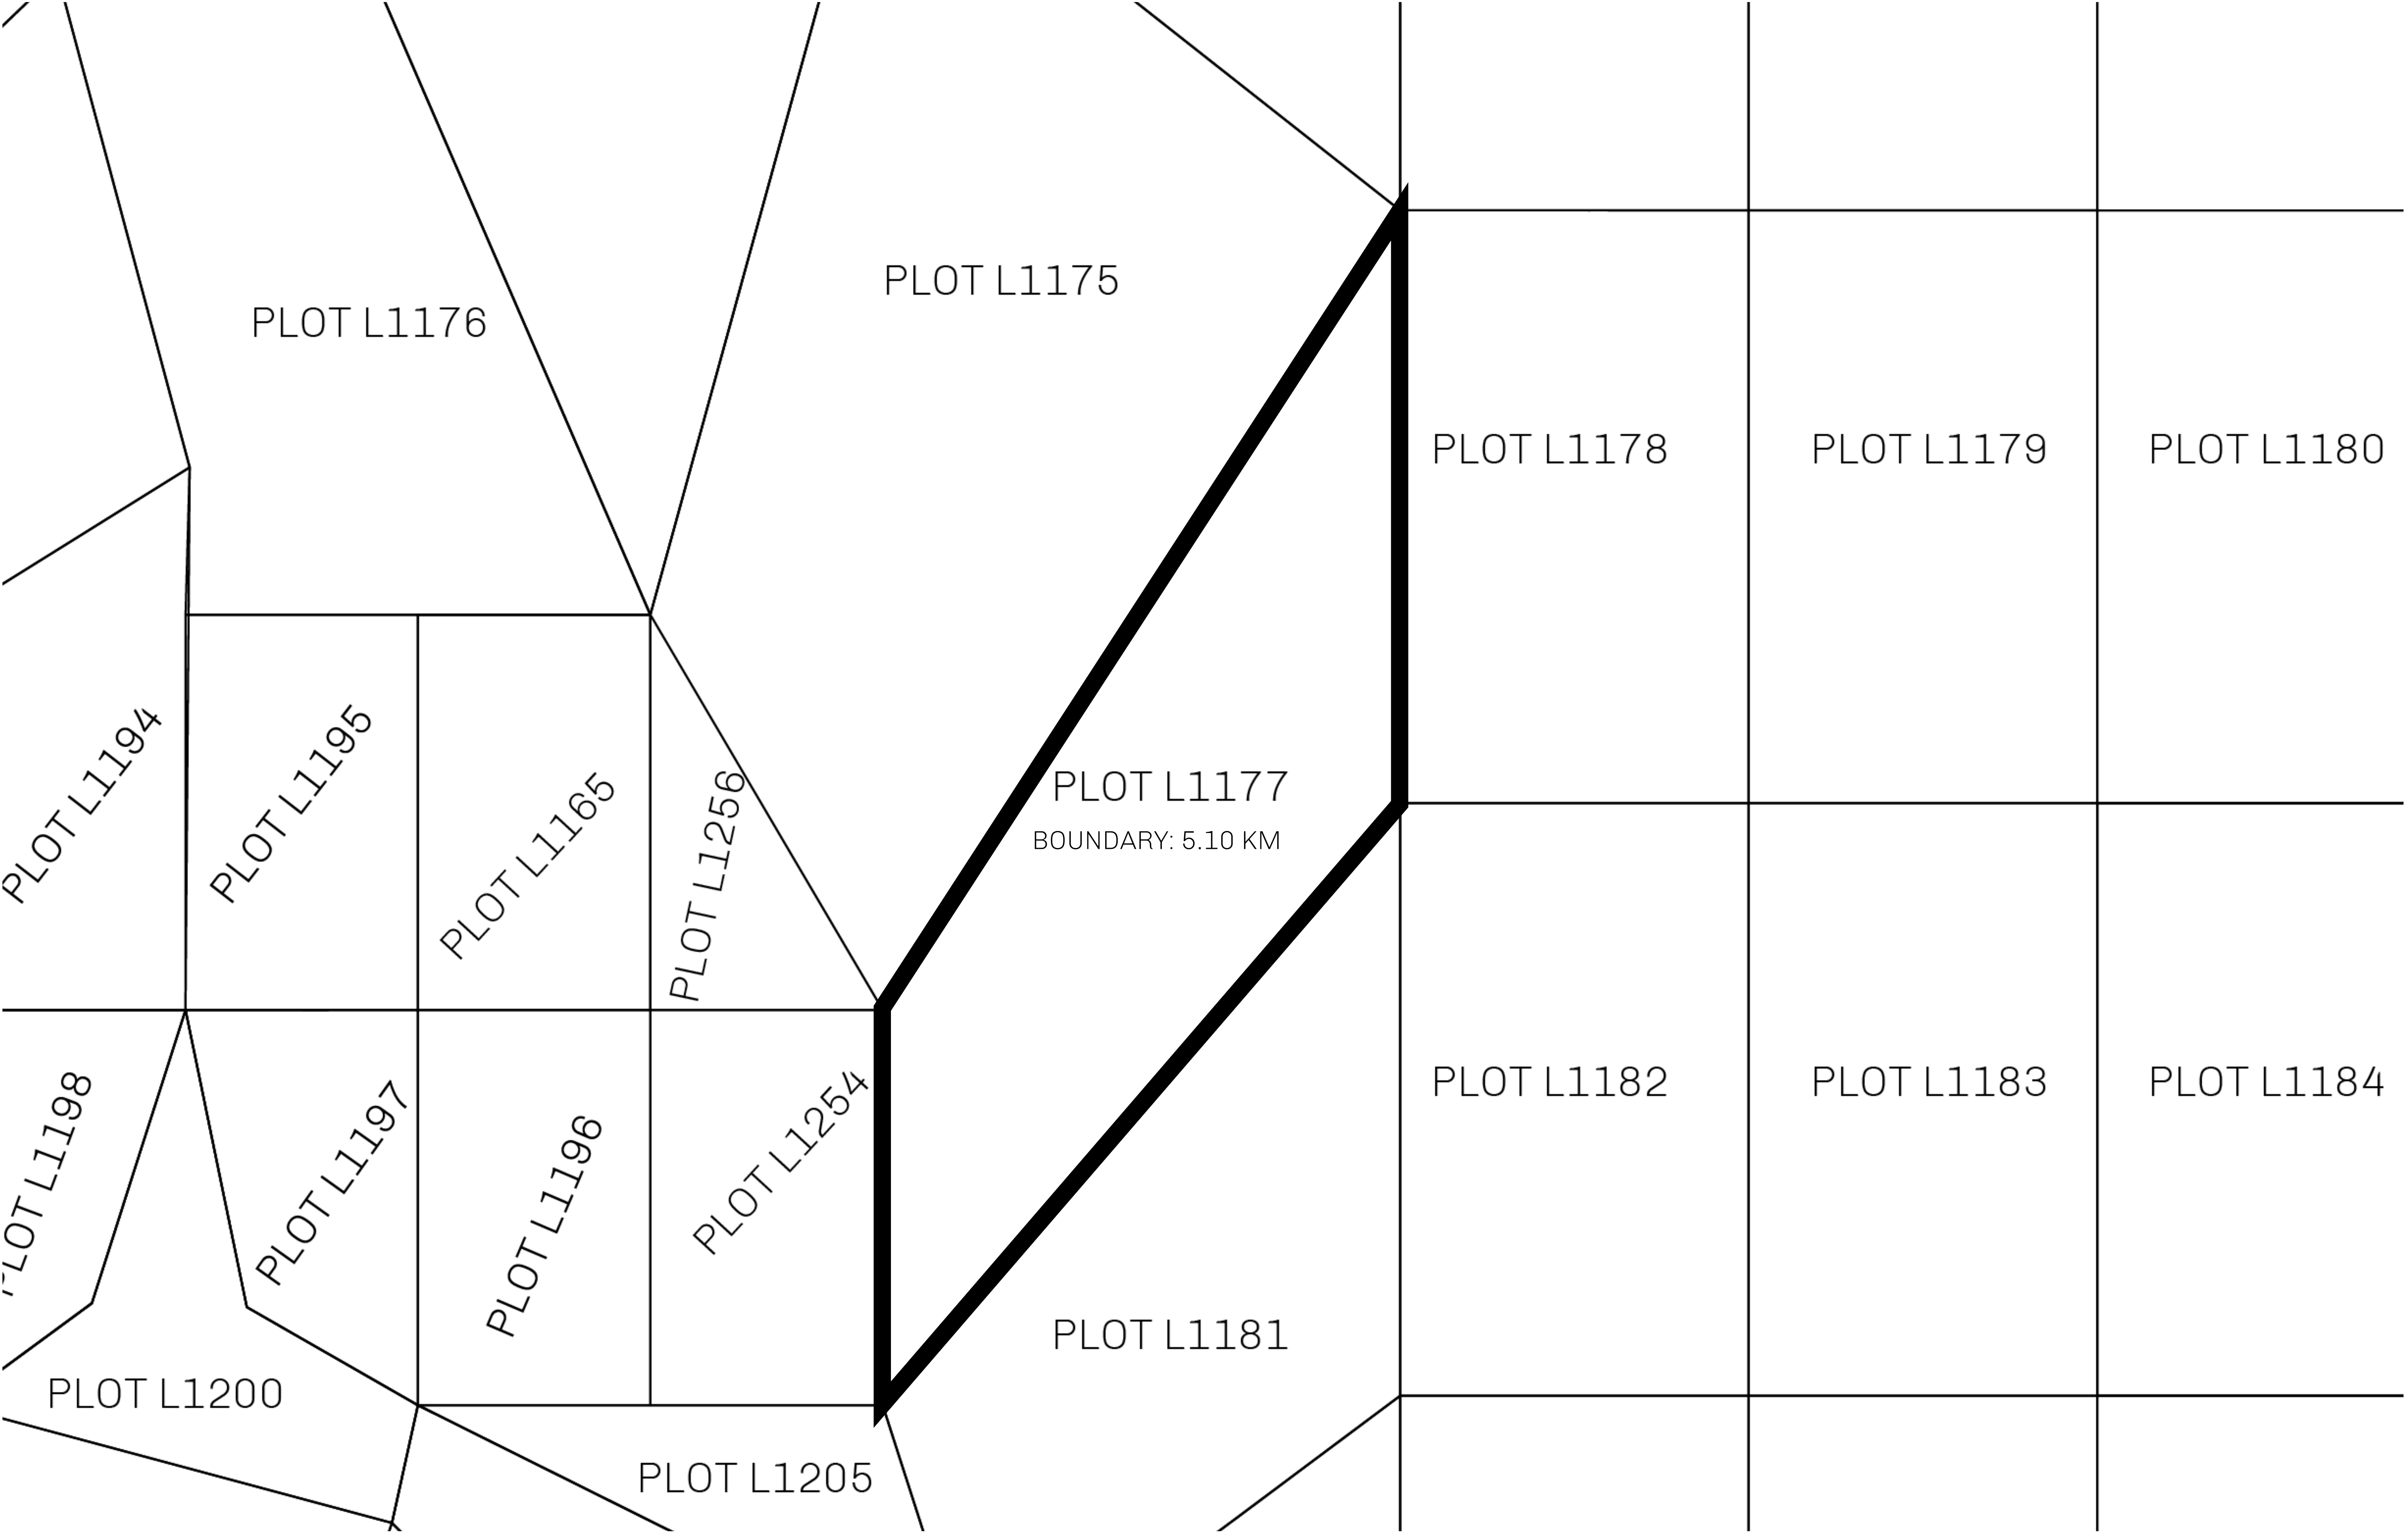 PLOT L1175
PLOT L1176
PLOT L1178
PLOT L1179
PLOT L1180
PLOT L1194
PLOT L1195
PLOT L1165
PLOT L1256
PLOT L1177
BOUNDARY: 5.10 KM
PLOT L1198
PLOT L1197
PLOT L1196
PLOT L1254
PLOT L1182
PLOT L1183
PLOT L1184
PLOT L1181
PLOT L1200
PLOT L1205